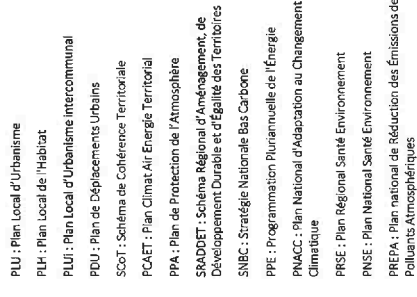 PLU : Plan Local d'Urbanisme
PLH : Plan Local de l'Habitat
PLUi : Plan Local d'Urbanisme intercommunal
PDU : Plan de Déplacements Urbains
SCOT : Schéma de Cohérence Territoriale
PCAET : Plan Climat Air Energie Territorial
PPA : Plan de Protection de l'Atmosphère
SRADDET : Schéma Régional d'Aménagement, de
Développement Durable et d'Égalité des Territoires
SNBC : Stratégie Nationale Bas Carbone
PPE : Programmation Pluriannuelle de l'Énergie
PNACC : Plan National d'Adaptation au Changement
Climatique
PRSE : Plan Régional Santé Environnement
PNSE : Plan National Santé Environnement
PREPA : Plan national de Réduction des Émissions de
Polluants Atmosphériques